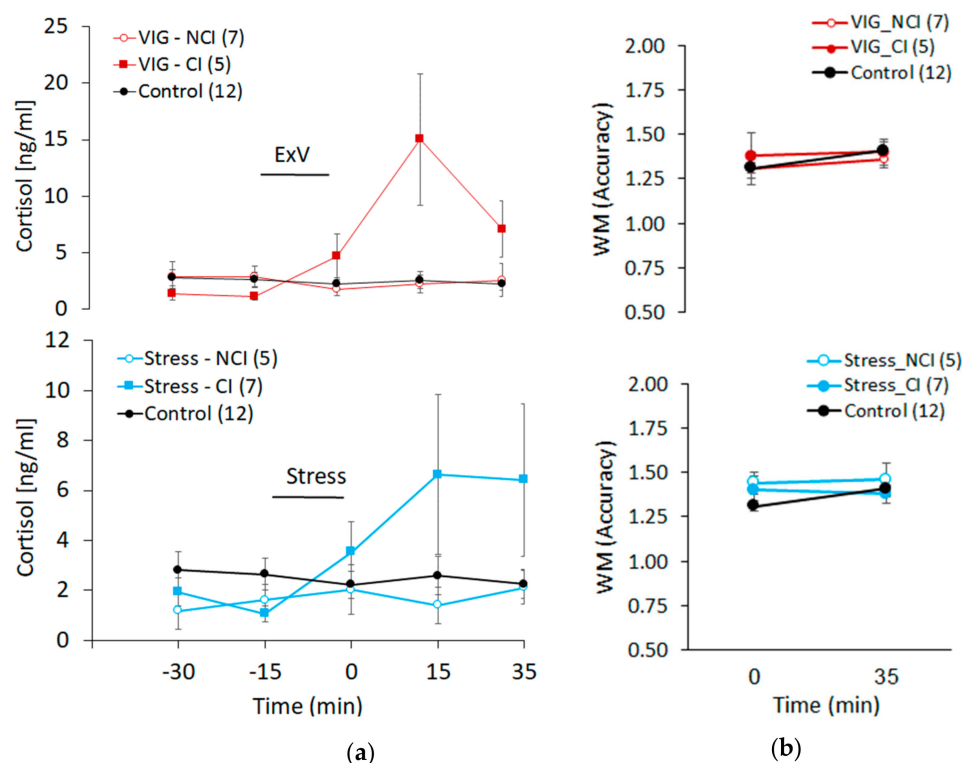 25
20
15
10
5
0
Cortisol [ng/ml]
VIG - NCI (7)
VIG - CI (5)
Control (12)
ExV
2.00
1.75
1.50
1.25
1.00
0.75
0.50
WM (Accuracy)
VIG_NCI (7)
VIG_CI (5)
Control (12)
12
10
8
6
4
2
0
Cortisol [ng/ml]
Stress - NCI (5)
Stress - CI (7)
Control (12)
Stress
-30
-15
0
15
35
Time (min)
(a)
2.00
1.75
1.50
1.25
1.00
0.75
0.50
WM (Accuracy)
Stress_NCI (5)
Stress_CI (7)
Control (12)
0
35
Time (min)
(b)